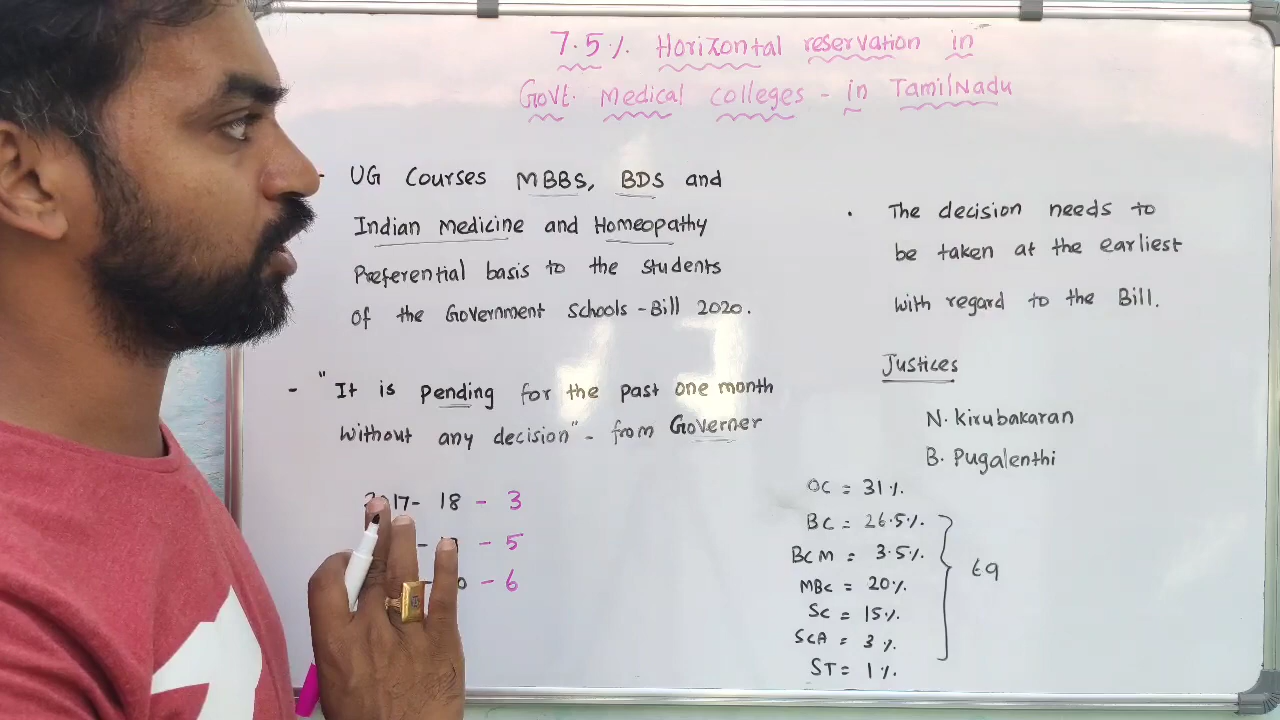 7.5% Horizontal reservation in
Govt. Medical colleges - in TamilNadu
- UG Courses MBBS, BDS and
Indian Medicine and Homeopathy
Preferential basis to the students
of the Government Schools - Bill 2020.
- "It is pending for the past one month
without any decision" - from Governer
17 - 18 - 3
- - 5
- - 6
• The decision needs to
be taken at the earliest
with regard to the Bill.
Justices
N. Kirubakaran
B. Pugalenthi
OC = 31%.
BC = 26.5%.
BCM = 3.5%.
MBC = 20%.
SC = 15%.
SCA = 3%.
ST = 1%.
69